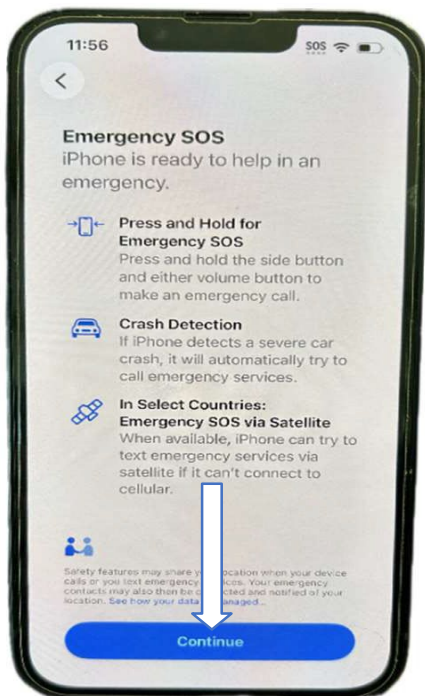 11:56 SOS
Emergency SOS
iPhone is ready to help in an
emergency.
Press and Hold for
Emergency SOS
Press and hold the side button
and either volume button to
make an emergency call.
Crash Detection
If iPhone detects a severe car
crash, it will automatically try to
call emergency services.
In Select Countries:
Emergency SOS via Satellite
When available, iPhone can try to
text emergency services via
satellite if it can't connect to
cellular.
Safety features may share location when your device
calls or you text emergency Your emergency
contacts may also then be and notified of your
location. See how your data
Continue